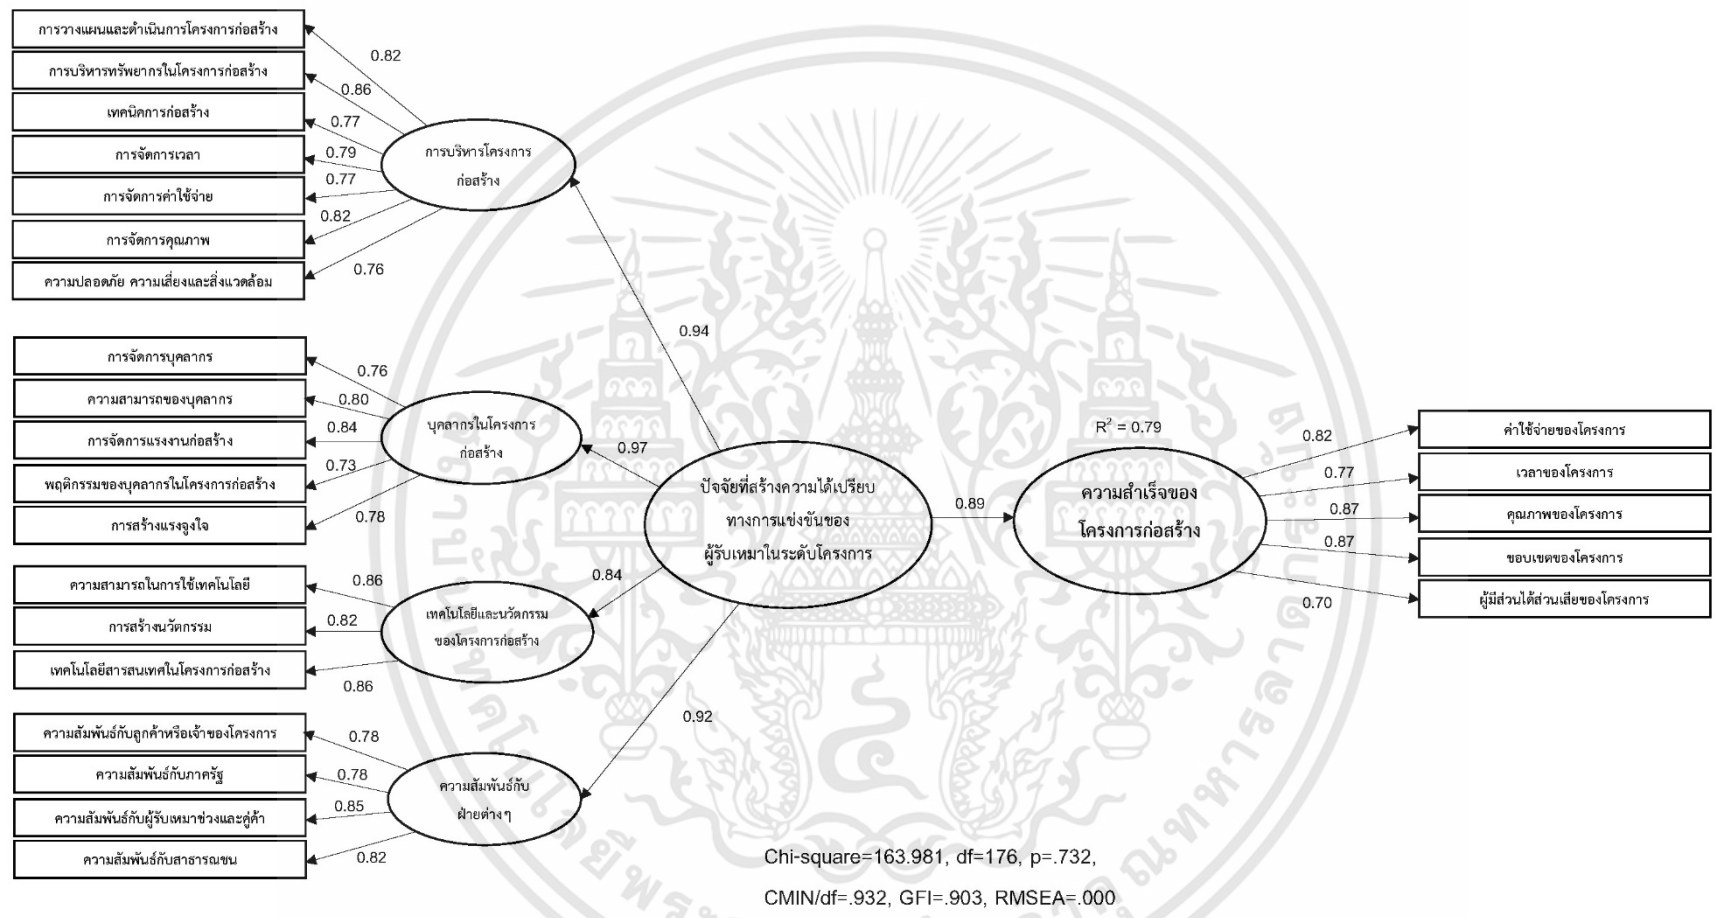 การวางแผนและดำเนินการโครงการก่อสร้าง
0.82
การบริหารทรัพยากรในโครงการก่อสร้าง
0.86
เทคนิคการก่อสร้าง
0.77
การจัดการเวลา
0.79
การจัดการค่าใช้จ่าย
0.77
การจัดการคุณภาพ
0.82
ความปลอดภัย ความเสี่ยงและสิ่งแวดล้อม
0.76
การบริหารโครงการ
ก่อสร้าง
0.94
การจัดการบุคลากร
0.76
ความสามารถของบุคลากร
0.80
การจัดการแรงงานก่อสร้าง
0.84
พฤติกรรมของบุคลากรในโครงการก่อสร้าง
0.73
การสร้างแรงจูงใจ
0.78
บุคลากรในโครงการ
ก่อสร้าง
0.97
ความสามารถในการใช้เทคโนโลยี
0.86
การสร้างนวัตกรรม
0.82
เทคโนโลยีสารสนเทศในโครงการก่อสร้าง
0.86
เทคโนโลยีและนวัตกรรม
ของโครงการก่อสร้าง
0.84
ความสัมพันธ์กับลูกค้าหรือเจ้าของโครงการ
0.78
ความสัมพันธ์กับภาครัฐ
0.78
ความสัมพันธ์กับผู้รับเหมาช่วงและคู่ค้า
0.85
ความสัมพันธ์กับสาธารณชน
0.82
ความสัมพันธ์กับ
ฝ่ายต่างๆ
0.92
ปัจจัยที่สร้างความได้เปรียบ
ทางการแข่งขันของ
ผู้รับเหมาในระดับโครงการ
0.89
R² = 0.79
ความสำเร็จของ
โครงการก่อสร้าง
0.82
ค่าใช้จ่ายของโครงการ
0.77
เวลาของโครงการ
0.87
คุณภาพของโครงการ
0.87
ขอบเขตของโครงการ
0.70
ผู้มีส่วนได้ส่วนเสียของโครงการ
Chi-square=163.981, df=176, p=.732,
CMIN/df=.932, GFI=.903, RMSEA=.000